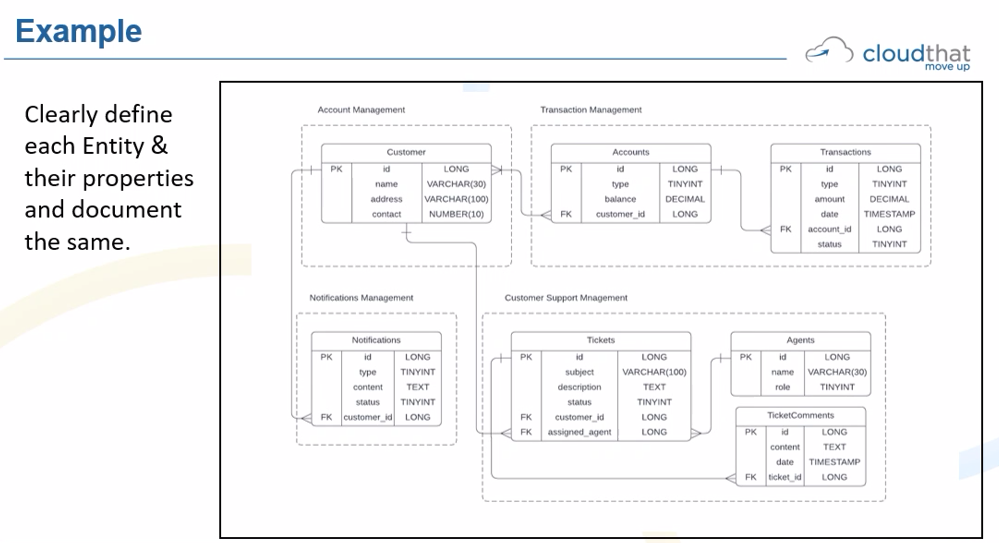 Example
cloudthat
move up
Clearly define
each Entity &
their properties
and document
the same.
Account Management
Customer
PK id LONG
name VARCHAR(30)
address VARCHAR(100)
contact NUMBER(10)
Transaction Management
Accounts
PK id LONG
type TINYINT
balance DECIMAL
FK customer_id LONG
Transactions
PK id LONG
type TINYINT
amount DECIMAL
date TIMESTAMP
FK account_id LONG
status TINYINT
Notifications Management
Notifications
PK id LONG
type TINYINT
content TEXT
status TINYINT
FK customer_id LONG
Customer Support Mnagement
Tickets
PK id LONG
subject VARCHAR(100)
description TEXT
status TINYINT
FK customer_id LONG
FK assigned_agent LONG
Agents
PK id LONG
name VARCHAR(30)
role TINYINT
TicketComments
PK id LONG
content TEXT
date TIMESTAMP
FK ticket_id LONG